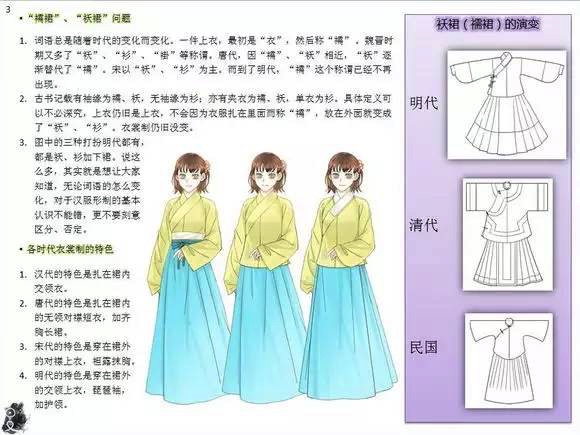 3
• “襦裙”、“袄裙”问题
1. 词语总是随着时代的变化而变化。一件上衣，最初是“衣”，然后称“襦”。魏晋时
期又多了“袄”、“衫”、“褂”等称谓。唐代，因“襦”、“袄”相近，“袄”逐
渐替代了“襦”。宋以“袄”、“衫”为主。而到了明代，“襦”这个称谓已经不再
出现。
2. 古书记载有袖缘为襦、袄，无袖缘为衫；亦有夹衣为襦、袄，单衣为衫。具体定义可
以不必深究，上衣仍旧是上衣，不会因为衣服扎在里面而称“襦”，放在外面就变成
了“袄”、“衫”。衣裳制仍旧没变。
3. 图中的三种打扮明代都有，
都是袄、衫加下裙。说这
么多，其实就是想让大家
知道，无论词语的怎么变
化，对于汉服形制的基本
认识不能错，更不要刻意
区分、否定。
• 各时代衣裳制的特色
1. 汉代的特色是扎在裙内
交领衣。
2. 唐代的特色是扎在裙内
的无领对襟短衣，加齐
胸长裙。
3. 宋代的特色是穿在裙外
的对襟上衣，袒露抹胸。
4. 明代的特色是穿在裙外
的交领上衣，琵琶袖，
加护领。
袄裙（襦裙）的演变
明代
清代
民国